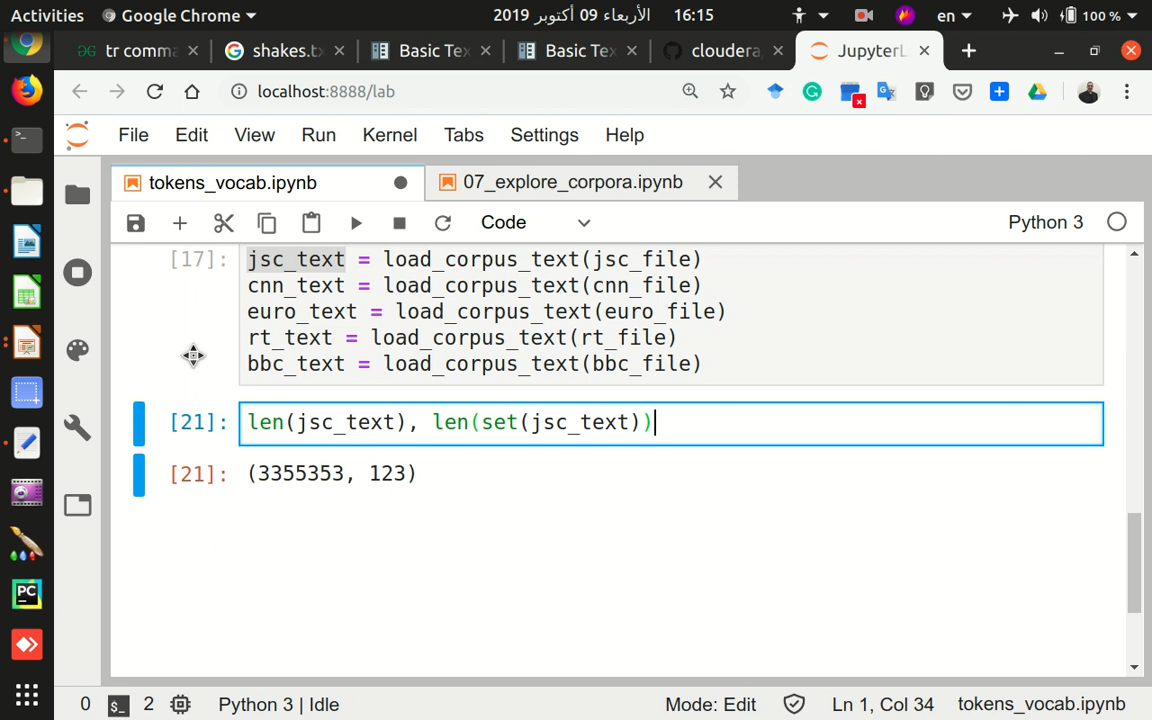 Activities Google Chrome الأربعاء 09 أكتوبر 2019 16:15 en 100 %
tr comma shakes.tx Basic Tex Basic Tex cloudera JupyterL
localhost:8888/lab
File Edit View Run Kernel Tabs Settings Help
tokens_vocab.ipynb 07_explore_corpora.ipynb
Code Python 3
[17]: jsc_text = load_corpus_text(jsc_file)
cnn_text = load_corpus_text(cnn_file)
euro_text = load_corpus_text(euro_file)
rt_text = load_corpus_text(rt_file)
bbc_text = load_corpus_text(bbc_file)
[21]: len(jsc_text), len(set(jsc_text))
[21]: (3355353, 123)
PC
0 $_ 2 Python 3 | Idle Mode: Edit Ln 1, Col 34 tokens_vocab.ipynb